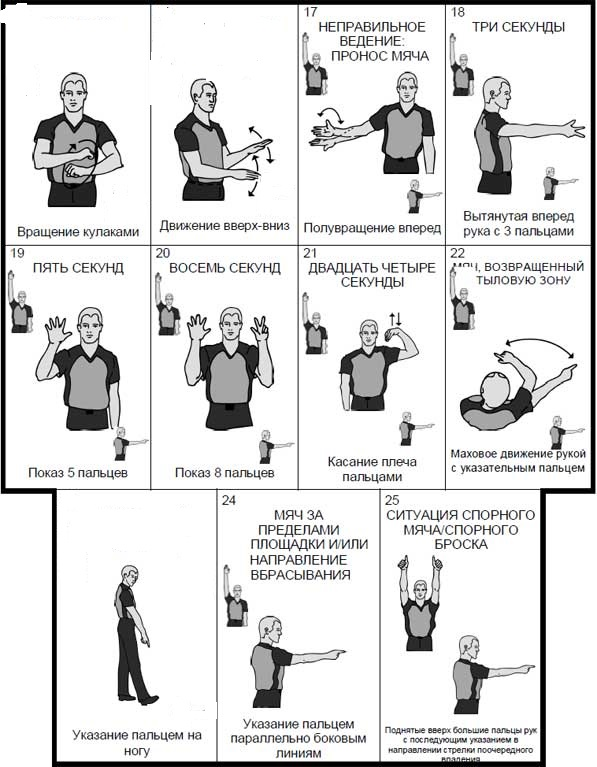 17
НЕПРАВИЛЬНОЕ
ВЕДЕНИЕ:
ПРОНОС МЯЧА
18
ТРИ СЕКУНДЫ
Вращение кулаками
Движение вверх-вниз
Полувращение вперед
Вытянутая вперед
рука с 3 пальцами
19
ПЯТЬ СЕКУНД
20
ВОСЕМЬ СЕКУНД
21
ДВАДЦАТЬ ЧЕТЫРЕ
СЕКУНДЫ
22
МЯЧ, ВОЗВРАЩЕННЫЙ
ТЫЛОВУЮ ЗОНУ
Показ 5 пальцев
Показ 8 пальцев
Касание плеча
пальцами
Маховое движение рукой
с указательным пальцем
24
МЯЧ ЗА
ПРЕДЕЛАМИ
ПЛОЩАДКИ И/ИЛИ
НАПРАВЛЕНИЕ
ВБРАСЫВАНИЯ
25
СИТУАЦИЯ СПОРНОГО
МЯЧА/СПОРНОГО
БРОСКА
Указание пальцем на
ногу
Указание пальцем
параллельно боковым
линиям
Поднятые вверх большие пальцы рук
с последующим указанием в
направлении стрелки поочередного
владения